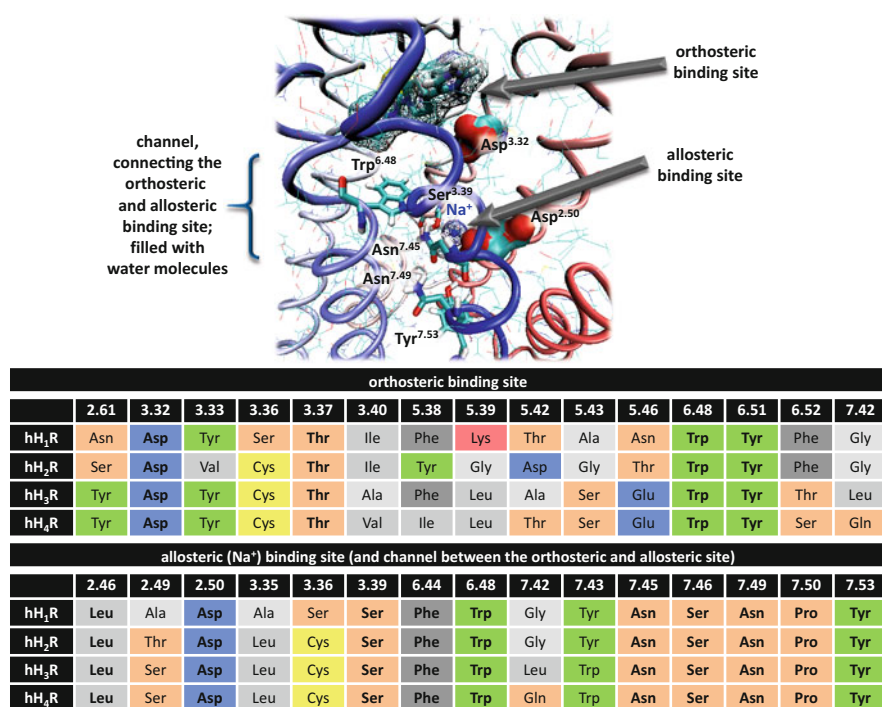 orthosteric
binding site
channel,
connecting the
orthosteric
and allosteric
binding site;
filled with
water molecules
Asp3.32
Trp6.48
allosteric
binding site
Ser3.39
Na+
Asp2.50
Asn7.45
Asn7.49
Tyr7.53
orthosteric binding site
2.61 3.32 3.33 3.36 3.37 3.40 5.38 5.39 5.42 5.43 5.46 6.48 6.51 6.52 7.42
hH1R Asn Asp Tyr Ser Thr Ile Phe Lys Thr Ala Asn Trp Tyr Phe Gly
hH2R Ser Asp Val Cys Thr Ile Tyr Gly Asp Gly Thr Trp Tyr Phe Gly
hH3R Tyr Asp Tyr Cys Thr Ala Phe Leu Ala Ser Glu Trp Tyr Thr Leu
hH4R Tyr Asp Tyr Cys Thr Val Ile Leu Thr Ser Glu Trp Tyr Ser Gln
allosteric (Na+) binding site (and channel between the orthosteric and allosteric site)
2.46 2.49 2.50 3.35 3.36 3.39 6.44 6.48 7.42 7.43 7.45 7.46 7.49 7.50 7.53
hH1R Leu Ala Asp Ala Ser Ser Phe Trp Gly Tyr Asn Ser Asn Pro Tyr
hH2R Leu Thr Asp Leu Cys Ser Phe Trp Gly Tyr Asn Ser Asn Pro Tyr
hH3R Leu Ser Asp Leu Cys Ser Phe Trp Leu Trp Asn Ser Asn Pro Tyr
hH4R Leu Ser Asp Leu Cys Ser Phe Trp Gln Trp Asn Ser Asn Pro Tyr